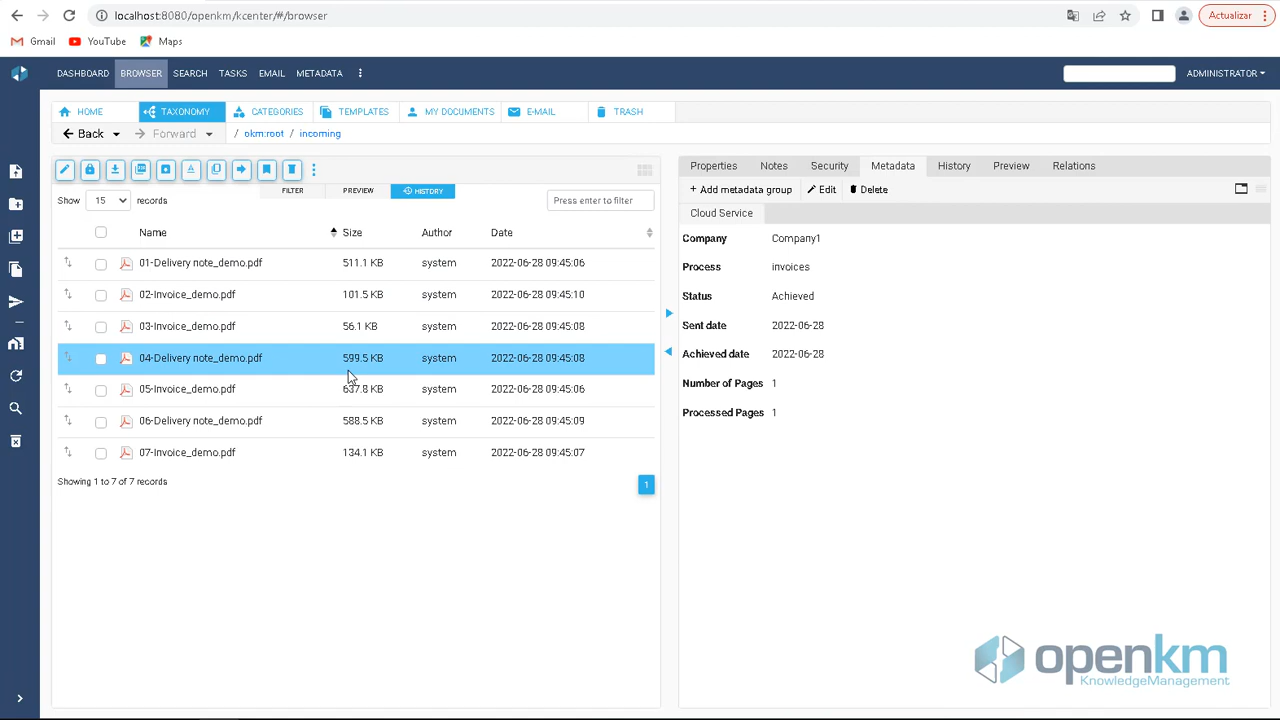 localhost:8080/openkm/kcenter/#/browser
Actualizar
Gmail YouTube Maps
DASHBOARD BROWSER SEARCH TASKS EMAIL METADATA ADMINISTRATOR
HOME TAXONOMY CATEGORIES TEMPLATES MY DOCUMENTS E-MAIL TRASH
Back Forward / okm:root / incoming
FILTER PREVIEW HISTORY
Show 15 records Press enter to filter
Name Size Author Date
01-Delivery note_demo.pdf 511.1 KB system 2022-06-28 09:45:06
02-Invoice_demo.pdf 101.5 KB system 2022-06-28 09:45:10
03-Invoice_demo.pdf 56.1 KB system 2022-06-28 09:45:08
04-Delivery note_demo.pdf 599.5 KB system 2022-06-28 09:45:08
05-Invoice_demo.pdf 637.8 KB system 2022-06-28 09:45:06
06-Delivery note_demo.pdf 588.5 KB system 2022-06-28 09:45:09
07-Invoice_demo.pdf 134.1 KB system 2022-06-28 09:45:07
Showing 1 to 7 of 7 records 1
Properties Notes Security Metadata History Preview Relations
+ Add metadata group Edit Delete
Cloud Service
Company Company1
Process invoices
Status Achieved
Sent date 2022-06-28
Achieved date 2022-06-28
Number of Pages 1
Processed Pages 1
openkm
KnowledgeManagement